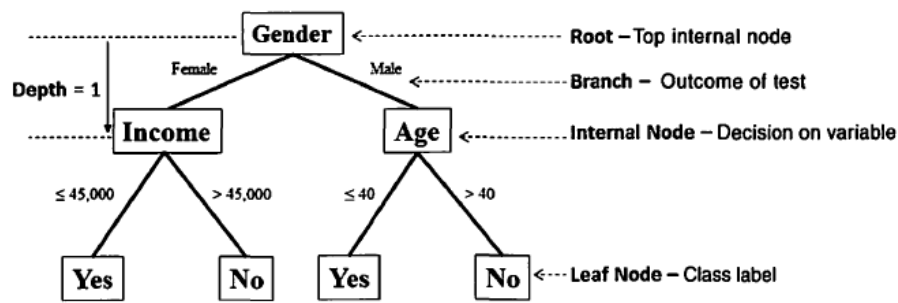 Gender
Root – Top internal node
Female
Male
Branch – Outcome of test
Depth = 1
Income
Age
Internal Node – Decision on variable
≤ 45,000
> 45,000
≤ 40
> 40
Yes
No
Yes
No
Leaf Node – Class label